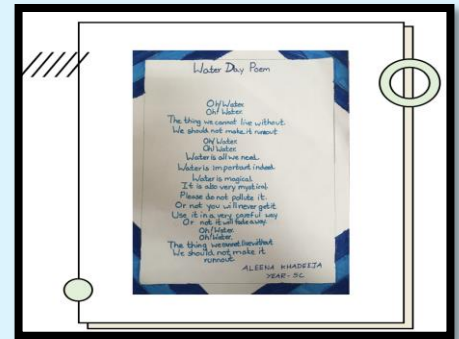 Water Day Poem
Oh! Water.
Oh! Water.
The thing we cannot live without
We should not make it runout
Oh! Water.
Oh! Water.
Water is all we need.
Water is important indeed.
Water is magical.
It is also very mystical.
Please do not pollute it.
Or not you will never get it.
Use it in a very careful way
Or not it will fade away.
Oh! Water.
Oh! Water.
The thing we cannot live without
We should not make it
runout
ALEENA KHADEEJA
YEAR-5C